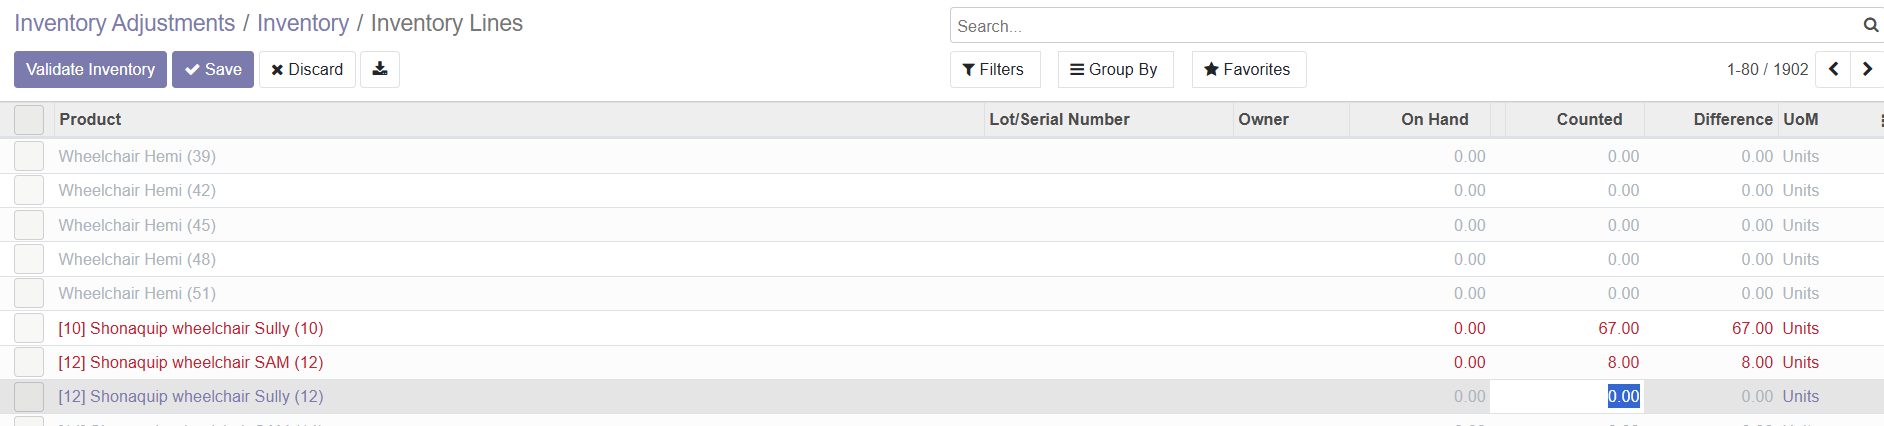 Inventory Adjustments / Inventory / Inventory Lines
Search...
Validate Inventory Save Discard Filters Group By Favorites 1-80 / 1902
Product Lot/Serial Number Owner On Hand Counted Difference UoM
Wheelchair Hemi (39) 0.00 0.00 0.00 Units
Wheelchair Hemi (42) 0.00 0.00 0.00 Units
Wheelchair Hemi (45) 0.00 0.00 0.00 Units
Wheelchair Hemi (48) 0.00 0.00 0.00 Units
Wheelchair Hemi (51) 0.00 0.00 0.00 Units
[10] Shonaquip wheelchair Sully (10) 0.00 67.00 67.00 Units
[12] Shonaquip wheelchair SAM (12) 0.00 8.00 8.00 Units
[12] Shonaquip wheelchair Sully (12) 0.00 0.00 0.00 Units